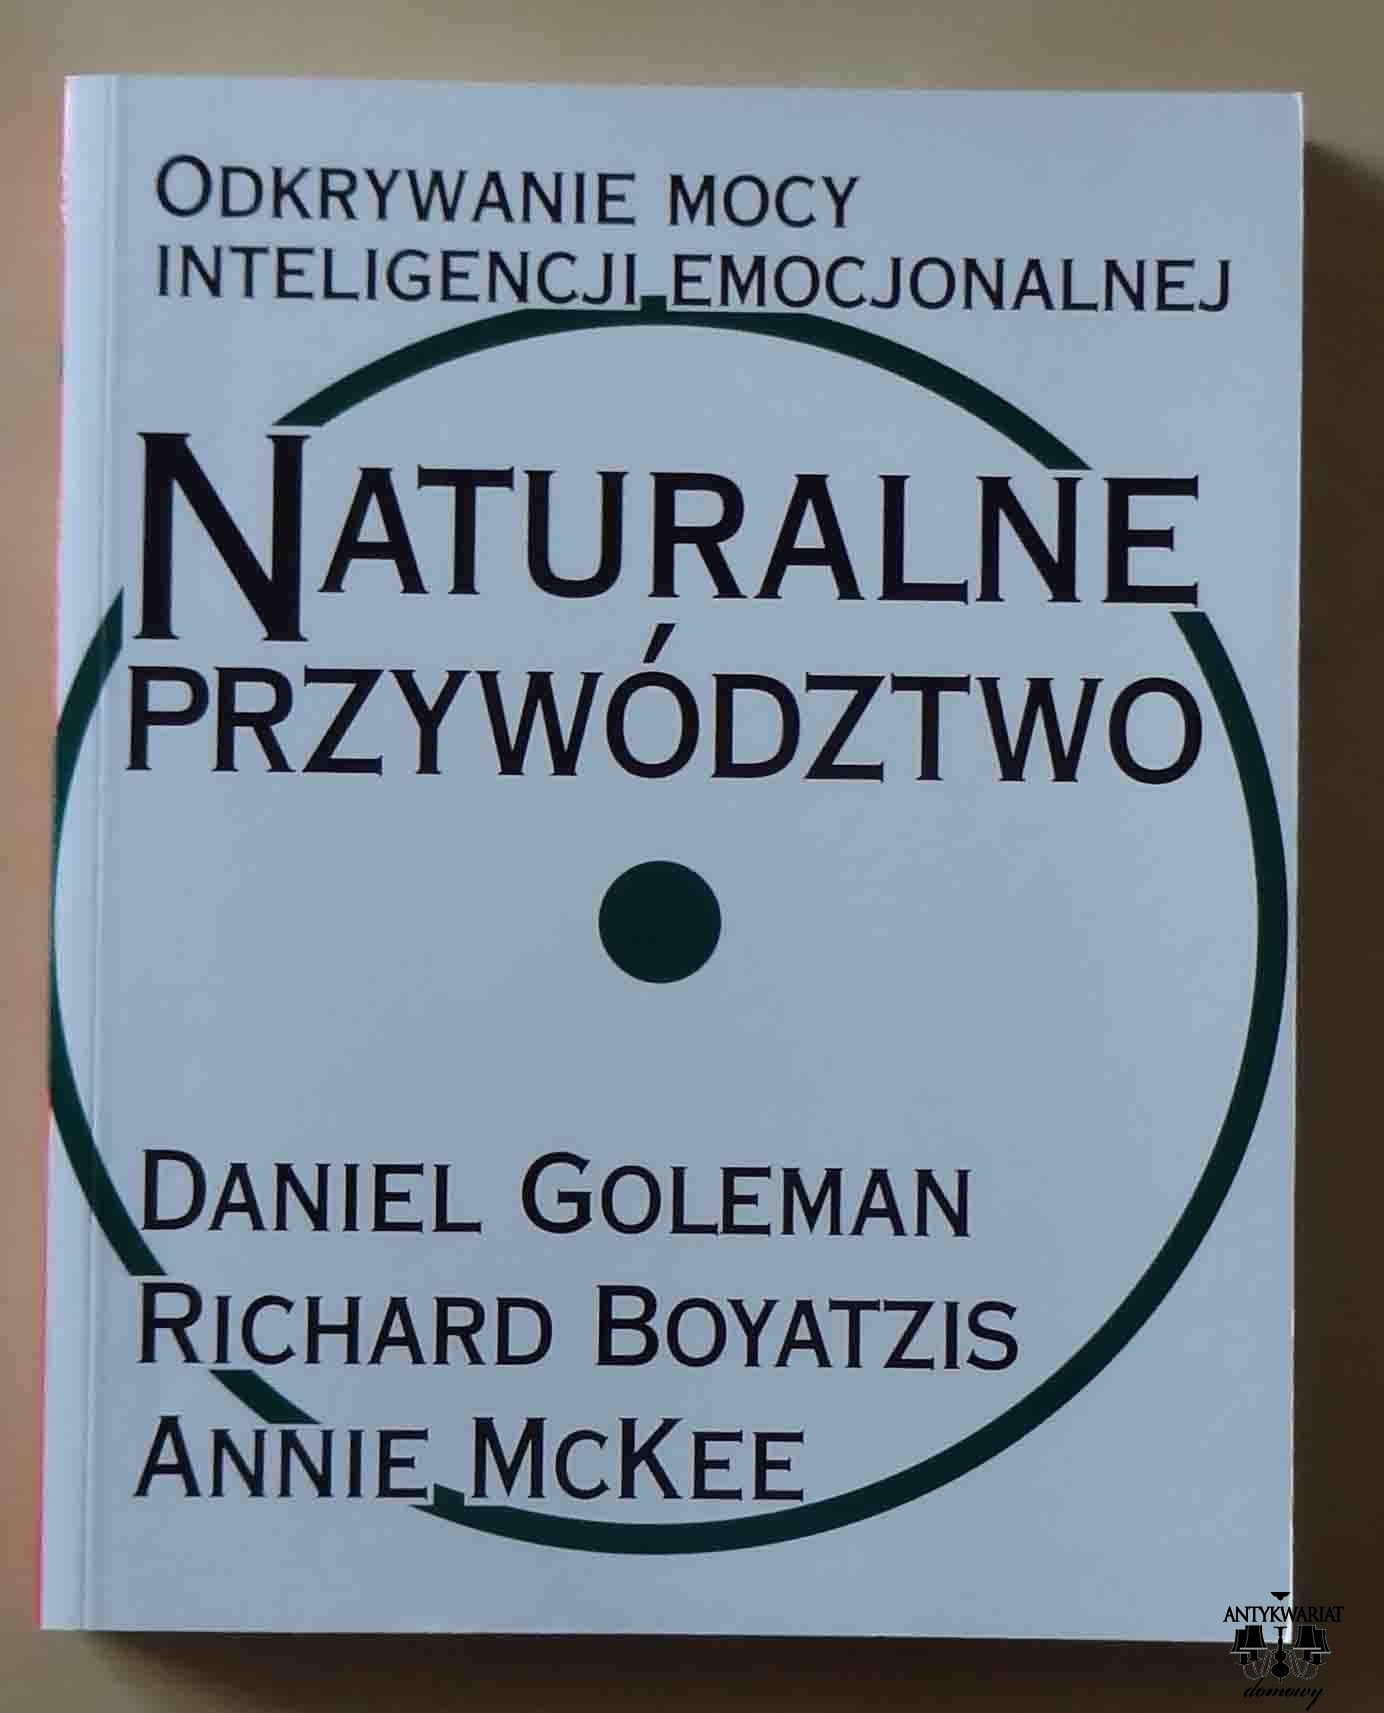 ODKRYWANIE MOCY
INTELIGENCJI EMOCJONALNEJ
NATURALNE
PRZYWÓDZTWO
DANIEL GOLEMAN
RICHARD BOYATZIS
ANNIE MCKEE
ANTYKWARIAT
domowy